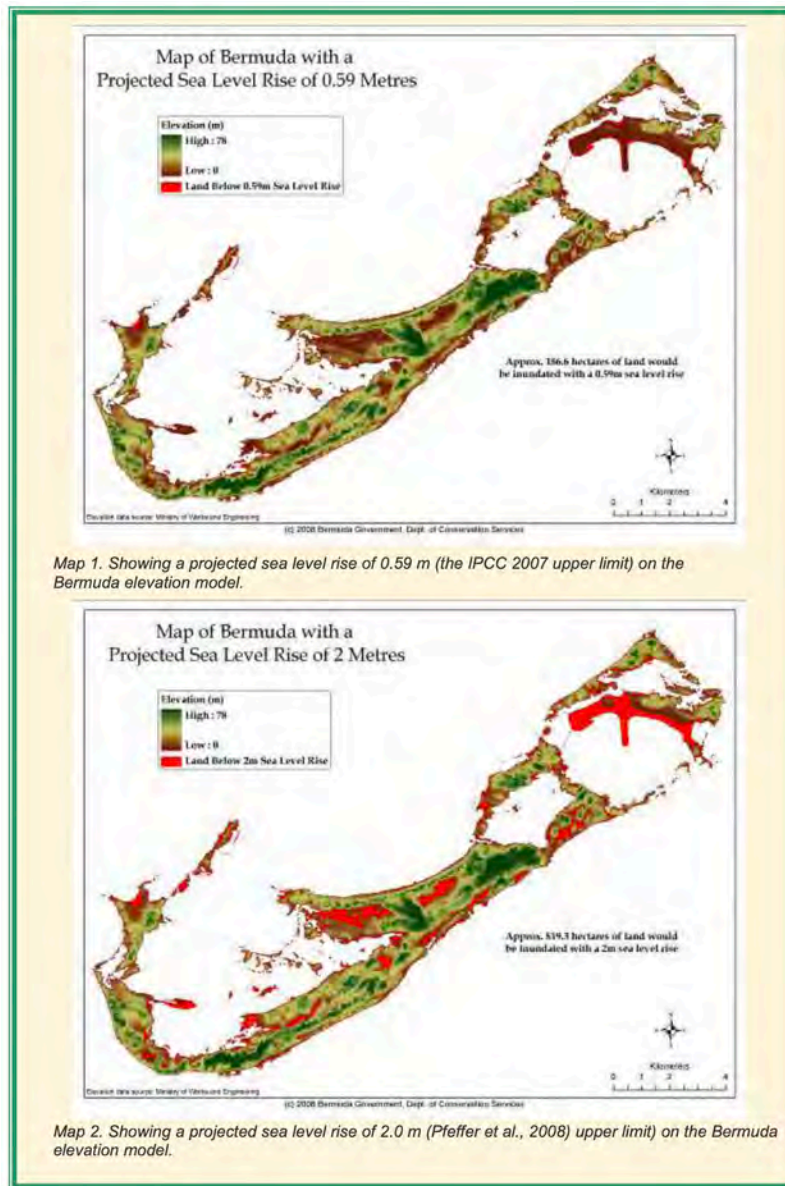 Map of Bermuda with a
Projected Sea Level Rise of 0.59 Metres
Elevation (m)
High : 78
Low : 0
Land Below 0.59m Sea Level Rise
Approx. 186.6 hectares of land would
be inundated with a 0.59m sea level rise
Kilometers
0 1 2 4
Elevation data source: Ministry of Works and Engineering
(c) 2008 Bermuda Government, Dept. of Conservation Services
Map 1. Showing a projected sea level rise of 0.59 m (the IPCC 2007 upper limit) on the
Bermuda elevation model.
Map of Bermuda with a
Projected Sea Level Rise of 2 Metres
Elevation (m)
High : 78
Low : 0
Land Below 2m Sea Level Rise
Approx. 819.3 hectares of land would
be inundated with a 2m sea level rise
Kilometers
0 1 2 4
Elevation data source: Ministry of Works and Engineering
(c) 2008 Bermuda Government, Dept. of Conservation Services
Map 2. Showing a projected sea level rise of 2.0 m (Pfeffer et al., 2008) upper limit) on the Bermuda
elevation model.